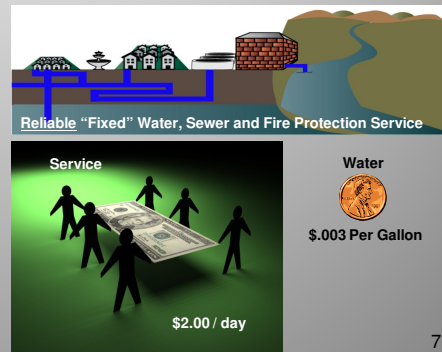 Reliable “Fixed” Water, Sewer and Fire Protection Service
Service
$2.00 / day
Water
$.003 Per Gallon
7